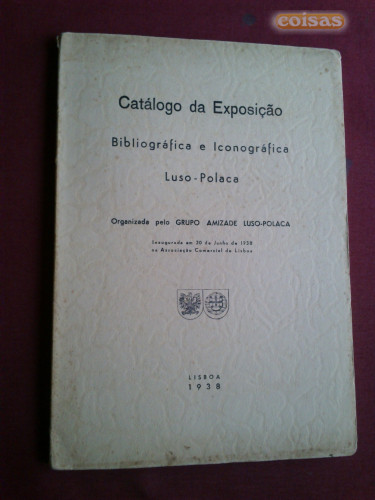 coisas
Catálogo da Exposição
Bibliográfica e Iconográfica
Luso-Polaca
Organizada pelo GRUPO AMIZADE LUSO-POLACA
Inaugurada em 30 de Junho de 1938
na Associação Comercial de Lisboa
LISBOA
1938